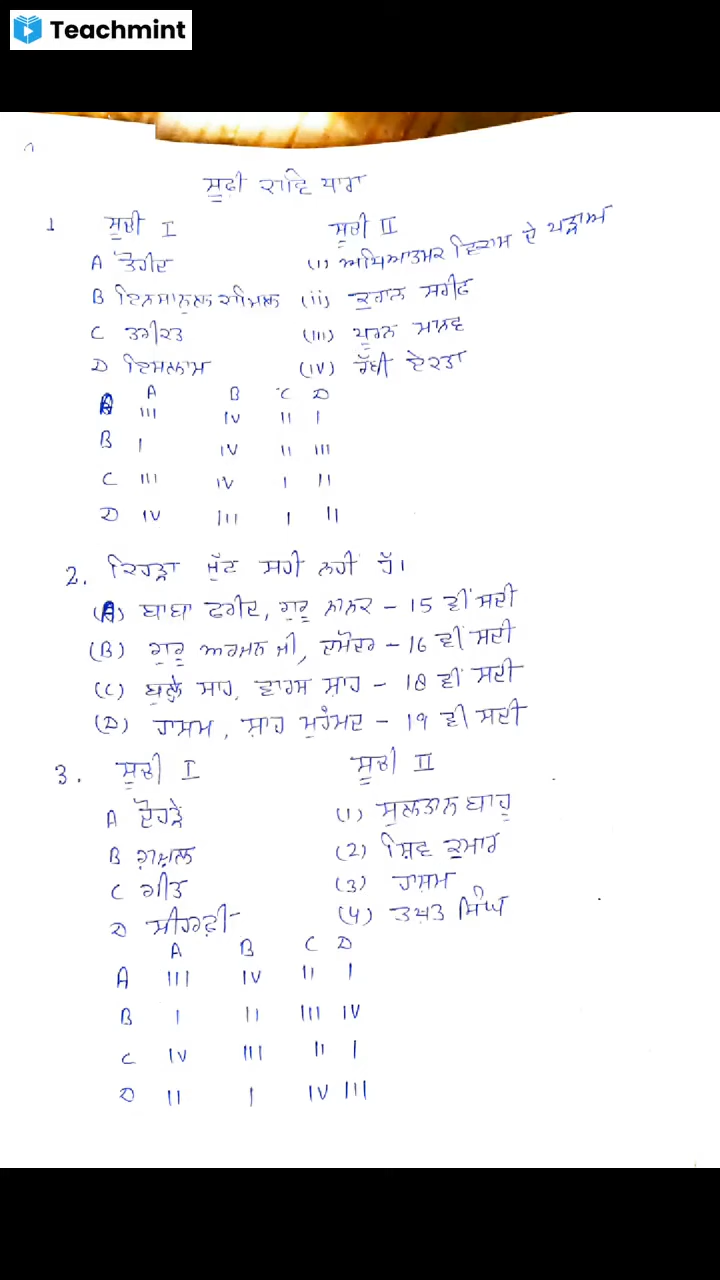 Teachmint
ਸੂਫ਼ੀ ਕਾਵਿ ਧਾਰਾ
1 ਸੂਚੀ I ਸੂਚੀ II
A ਤੌਹੀਦ (i) ਅਧਿਆਤਮਕ ਵਿਕਾਸ ਦੇ ਪੜ੍ਹਾਅ
B ਇਨਸਾਨੁਲ ਕਾਮਿਲ (ii) ਕੁਰਾਨ ਸਰੀਫ
C ਤਰੀਕਤ (III) ਪੂਰਨ ਮਾਨਵ
D ਇਸਲਾਮ (IV) ਰੱਬੀ ਏਕਤਾ
A B C D
A III IV II I
B I IV II III
C III IV I II
D IV III I II
2. ਕਿਹੜਾ ਜੁੱਟ ਸਹੀ ਨਹੀਂ ਹੈ।
(A) ਬਾਬਾ ਫਰੀਦ, ਗੁਰੂ ਨਾਨਕ - 15 ਵੀਂ ਸਦੀ
(B) ਗੁਰੂ ਅਰਜਨ ਜੀ, ਦਮੋਦਰ - 16 ਵੀਂ ਸਦੀ
(C) ਬੁਲ੍ਹੇ ਸਾਹ, ਵਾਰਸ ਸ਼ਾਹ - 18 ਵੀਂ ਸਦੀ
(D) ਹਾਸਮ, ਸ਼ਾਹ ਮੁਹੰਮਦ - 19 ਵੀ ਸਦੀ
3. ਸੂਚੀ I ਸੂਚੀ II
A ਦੋਹੜੇ (1) ਸੁਲਤਾਨ ਬਾਹੂ
B ਗ਼ਜ਼ਲ (2) ਸ਼ਿਵ ਕੁਮਾਰ
C ਗੀਤ (3) ਹਾਸ਼ਮ
D ਸੀਹਰਫ਼ੀ (4) ਤਖ਼ਤ ਸਿੰਘ
A B C D
A III IV II I
B I II III IV
C IV III II I
D II I IV III